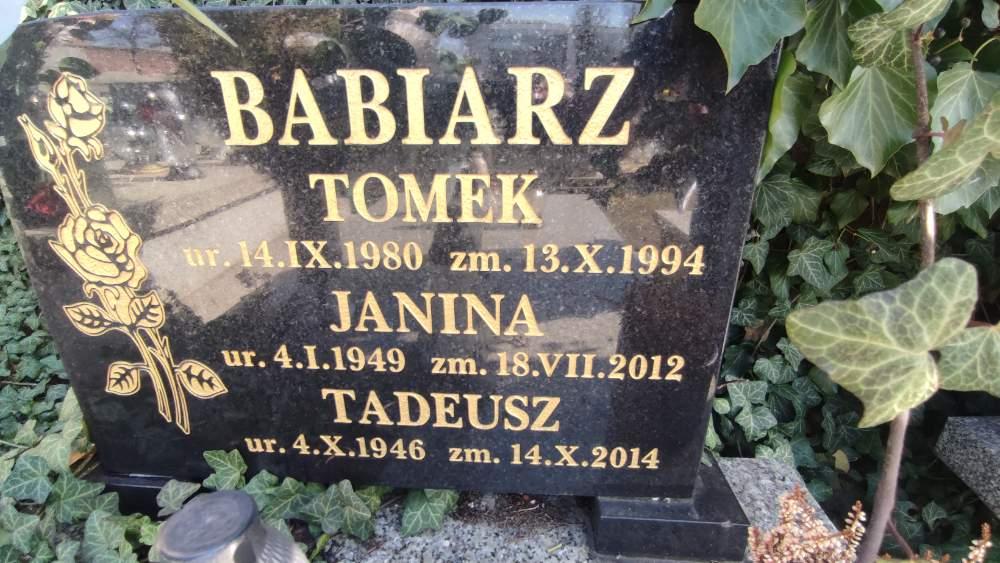 BABIARZ
TOMEK
ur. 14.IX.1980 zm. 13.X.1994
JANINA
ur. 4.I.1949 zm. 18.VII.2012
TADEUSZ
ur. 4.X.1946 zm. 14.X.2014